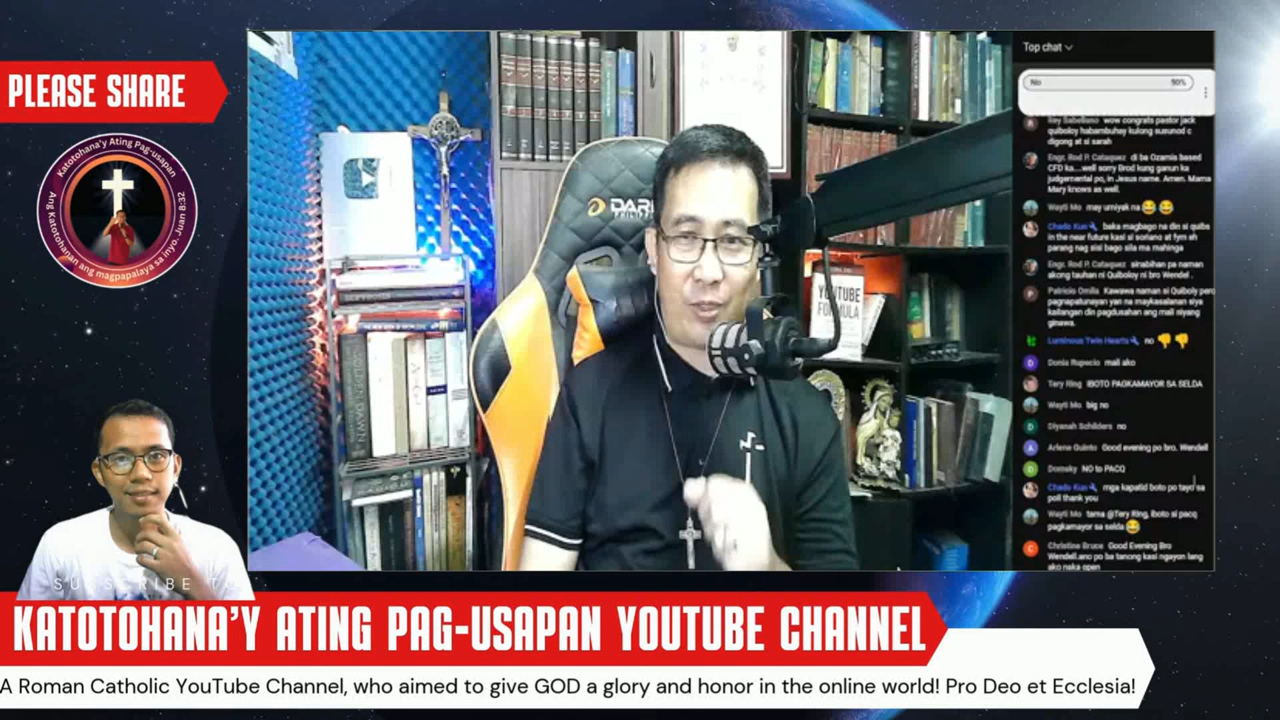 PLEASE SHARE
Katotohana'y Ating Pag-usapan
Ang Katotohanan ang magpapalaya sa inyo. Juan 8:32
DAR
YOUTUBE
FORMULA
Top chat
No 90%
Rey Sabellano wow congrats pastor jack
quiboloy habambuhay kulong susunod c
digong at si sarah
Engr. Rod P. Cataquez di ba Ozamis based
CFD ka....well sorry Brod kung ganun ka
judgemental po, in Jesus name. Amen. Mama
Mary knows as well.
Wayti Mo may umiyak na 😂 😂
Chado Kun baka magbago na din si quibs
in the near future kasi si soriano at fym eh
parang nag sisi bago sila ma mahinga
Engr. Rod P. Cataquez sinabihan pa naman
akong tauhan ni Quiboloy ni bro Wendel .
Patricio Omilla Kawawa naman si Quiboly pero
pagnapatunayan yan na maykasalanan siya
kailangan din pagdusahan ang mali niyang
ginawa.
Luminous Twin Hearts no 👎 👎
Donia Rupecio mali ako
Tery Ring IBOTO PAGKAMAYOR SA SELDA
Wayti Mo big no
Diyanah Schilders no
Arlene Guinto Good evening po bro. Wendell
Domsky NO to PACQ
Chado Kun mga kapatid boto po tayo sa
poll thank you
Wayti Mo tama @Tery Ring, iboto si pacq
pagkamayor sa selda 😂
Christine Bruce Good Evening Bro
Wendell.ano po ba tanong kasi ngayon lang
ako naka open
SUBSCRIBE T
KATOTOHANA'Y ATING PAG-USAPAN YOUTUBE CHANNEL
A Roman Catholic YouTube Channel, who aimed to give GOD a glory and honor in the online world! Pro Deo et Ecclesia!